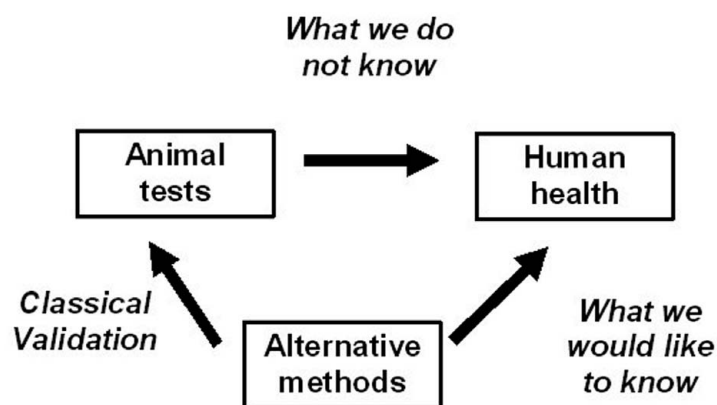 What we do
not know
Animal
tests
Human
health
Classical
Validation
Alternative
methods
What we
would like
to know